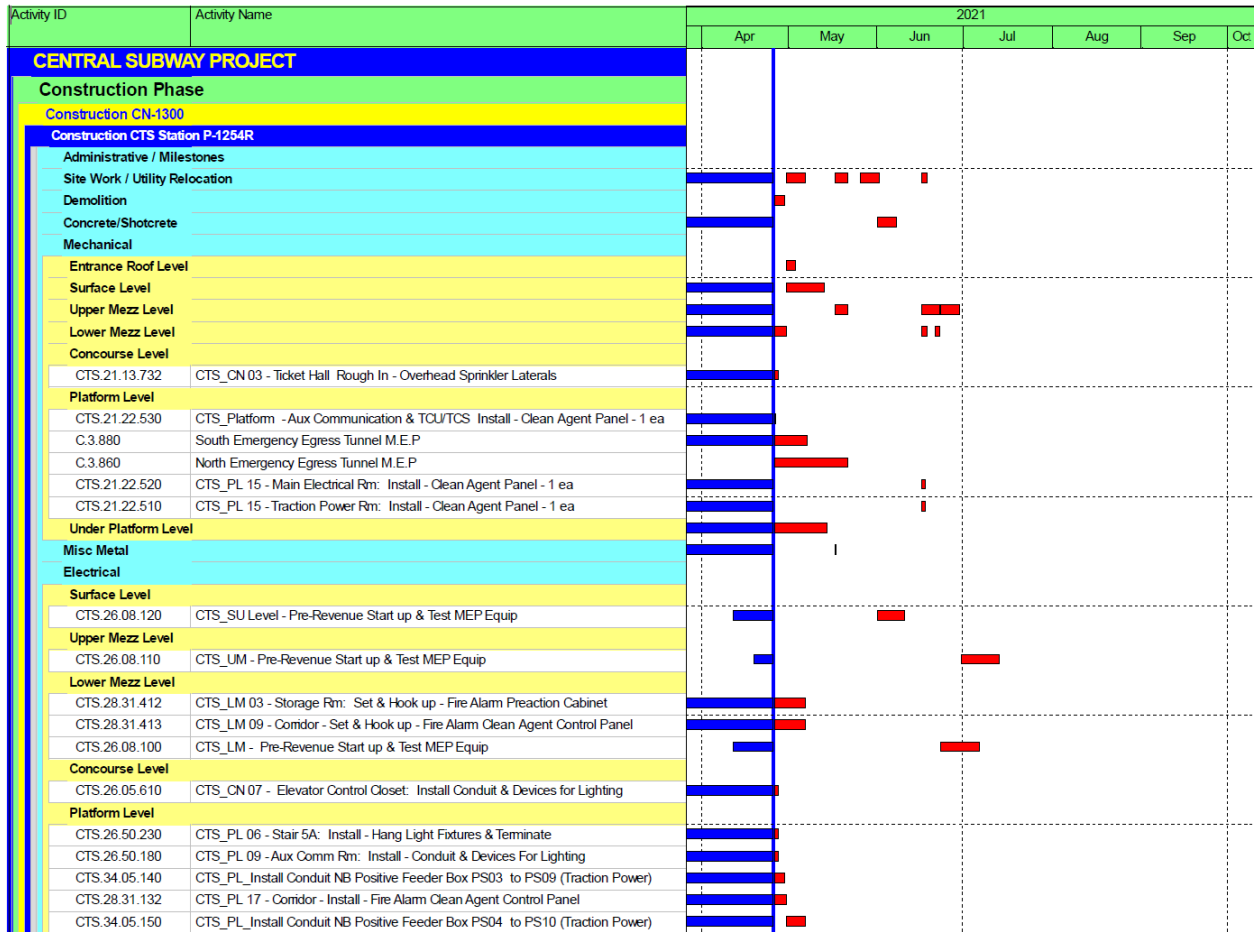 Activity ID Activity Name 2021
Apr May Jun Jul Aug Sep Oct
CENTRAL SUBWAY PROJECT
Construction Phase
Construction CN-1300
Construction CTS Station P-1254R
Administrative / Milestones
Site Work / Utility Relocation
Demolition
Concrete/Shotcrete
Mechanical
Entrance Roof Level
Surface Level
Upper Mezz Level
Lower Mezz Level
Concourse Level
CTS.21.13.732 CTS_CN 03 - Ticket Hall Rough In - Overhead Sprinkler Laterals
Platform Level
CTS.21.22.530 CTS_Platform - Aux Communication & TCU/TCS Install - Clean Agent Panel - 1 ea
C.3.880 South Emergency Egress Tunnel M.E.P
C.3.860 North Emergency Egress Tunnel M.E.P
CTS.21.22.520 CTS_PL 15 - Main Electrical Rm: Install - Clean Agent Panel - 1 ea
CTS.21.22.510 CTS_PL 15 - Traction Power Rm: Install - Clean Agent Panel - 1 ea
Under Platform Level
Misc Metal
Electrical
Surface Level
CTS.26.08.120 CTS_SU Level - Pre-Revenue Start up & Test MEP Equip
Upper Mezz Level
CTS.26.08.110 CTS_UM - Pre-Revenue Start up & Test MEP Equip
Lower Mezz Level
CTS.28.31.412 CTS_LM 03 - Storage Rm: Set & Hook up - Fire Alarm Preaction Cabinet
CTS.28.31.413 CTS_LM 09 - Corridor - Set & Hook up - Fire Alarm Clean Agent Control Panel
CTS.26.08.100 CTS_LM - Pre-Revenue Start up & Test MEP Equip
Concourse Level
CTS.26.05.610 CTS_CN 07 - Elevator Control Closet: Install Conduit & Devices for Lighting
Platform Level
CTS.26.50.230 CTS_PL 06 - Stair 5A: Install - Hang Light Fixtures & Terminate
CTS.26.50.180 CTS_PL 09 - Aux Comm Rm: Install - Conduit & Devices For Lighting
CTS.34.05.140 CTS_PL_Install Conduit NB Positive Feeder Box PS03 to PS09 (Traction Power)
CTS.28.31.132 CTS_PL 17 - Corridor - Install - Fire Alarm Clean Agent Control Panel
CTS.34.05.150 CTS_PL_Install Conduit NB Positive Feeder Box PS04 to PS10 (Traction Power)